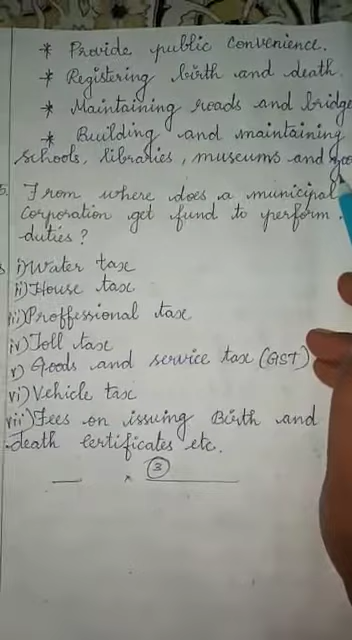 * Provide public convenience.
* Registering birth and death.
* Maintaining roads and bridge
* Building and maintaining
schools, libraries, museums and zoo
5. From where does a municipal
corporation get fund to perform
duties?
i) Water tax
ii) House tax
iii) Proffessional tax
iv) Toll tax
v) Goods and service tax (GST)
vi) Vehicle tax
vii) Fees on issuing Birth and
death certificates etc.
3